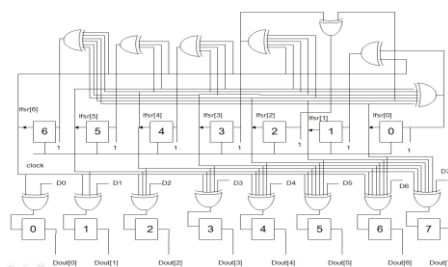 lfsr[6] lfsr[5] lfsr[4] lfsr[3] lfsr[2] lfsr[1] lfsr[0]
6 5 4 3 2 1 0
1 1 1 1 1 1 1
clock
D0 D1 D2 D3 D4 D5 D6 D7
0 1 2 3 4 5 6 7
Dout[0] Dout[1] Dout[2] Dout[3] Dout[4] Dout[5] Dout[6]